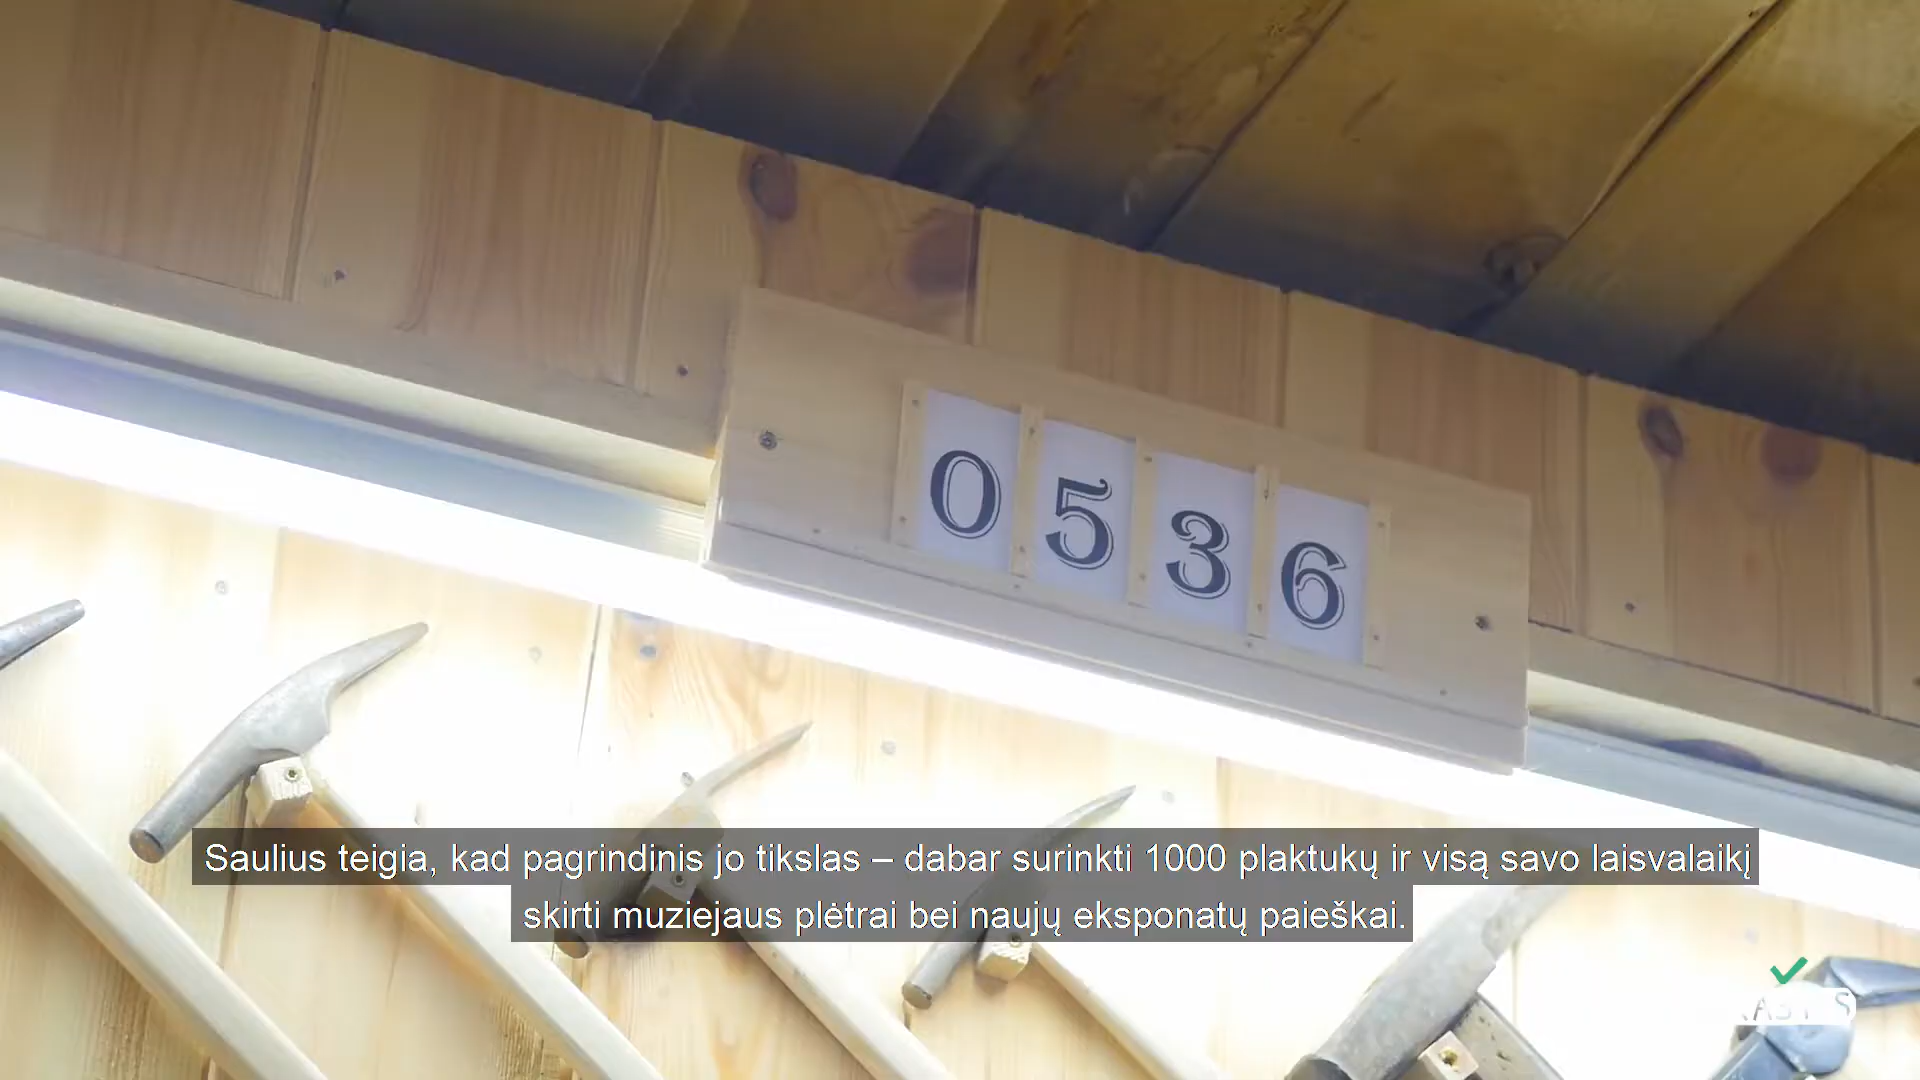 0536
Saulius teigia, kad pagrindinis jo tikslas – dabar surinkti 1000 plaktukų ir visą savo laisvalaikį
skirti muziejaus plėtrai bei naujų eksponatų paieškai.